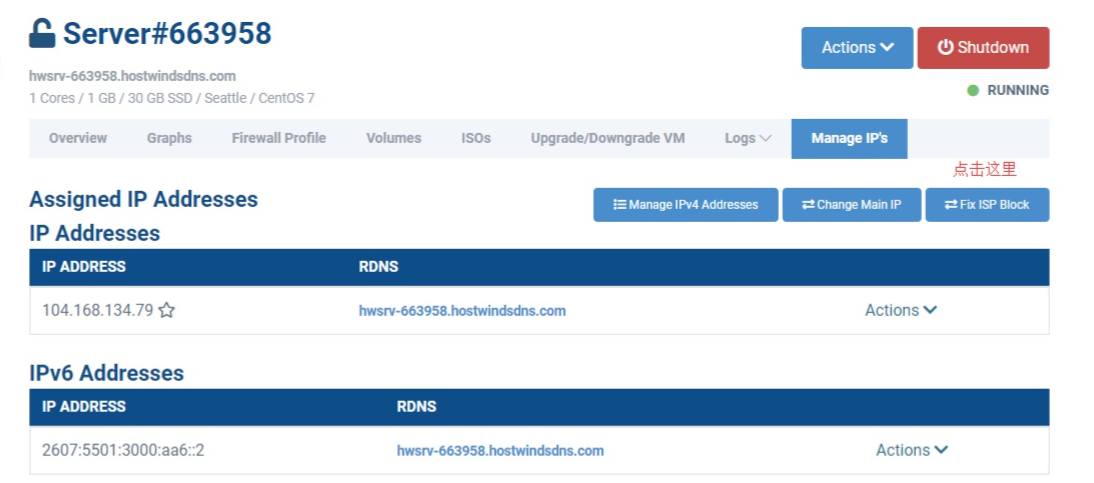 Server#663958
Actions
Shutdown
hwsrv-663958.hostwindsdns.com
1 Cores / 1 GB / 30 GB SSD / Seattle / CentOS 7
RUNNING
Overview Graphs Firewall Profile Volumes ISOs Upgrade/Downgrade VM Logs Manage IP's
点击这里
Assigned IP Addresses
Manage IPv4 Addresses
Change Main IP
Fix ISP Block
IP Addresses
IP ADDRESS RDNS
104.168.134.79 hwsrv-663958.hostwindsdns.com Actions
IPv6 Addresses
IP ADDRESS RDNS
2607:5501:3000:aa6::2 hwsrv-663958.hostwindsdns.com Actions